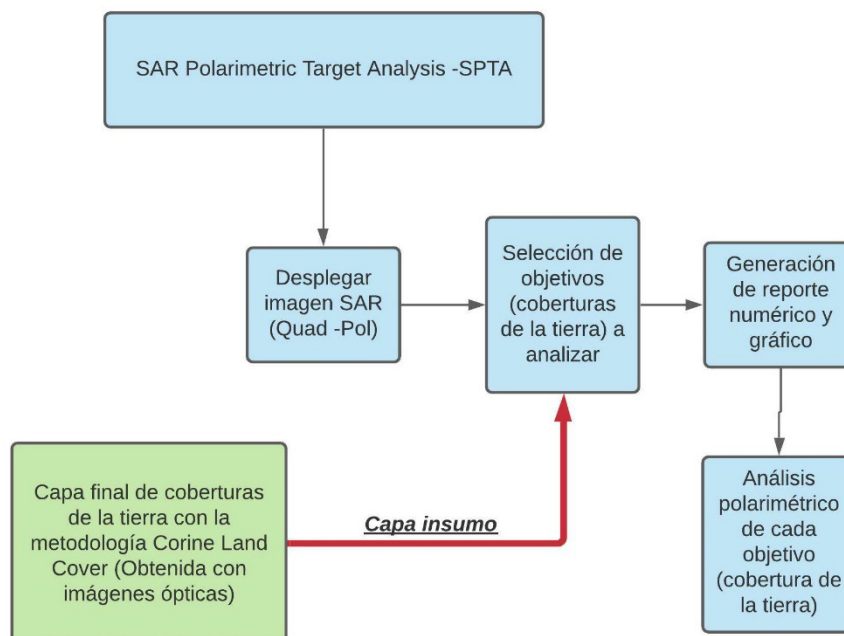 SAR Polarimetric Target Analysis -SPTA
Desplegar
imagen SAR
(Quad -Pol)
Selección de
objetivos
(coberturas
de la tierra) a
analizar
Generación
de reporte
numérico y
gráfico
Capa final de coberturas
de la tierra con la
metodología Corine Land
Cover (Obtenida con
imágenes ópticas)
Capa insumo
Análisis
polarimétrico
de cada
objetivo
(cobertura de
la tierra)